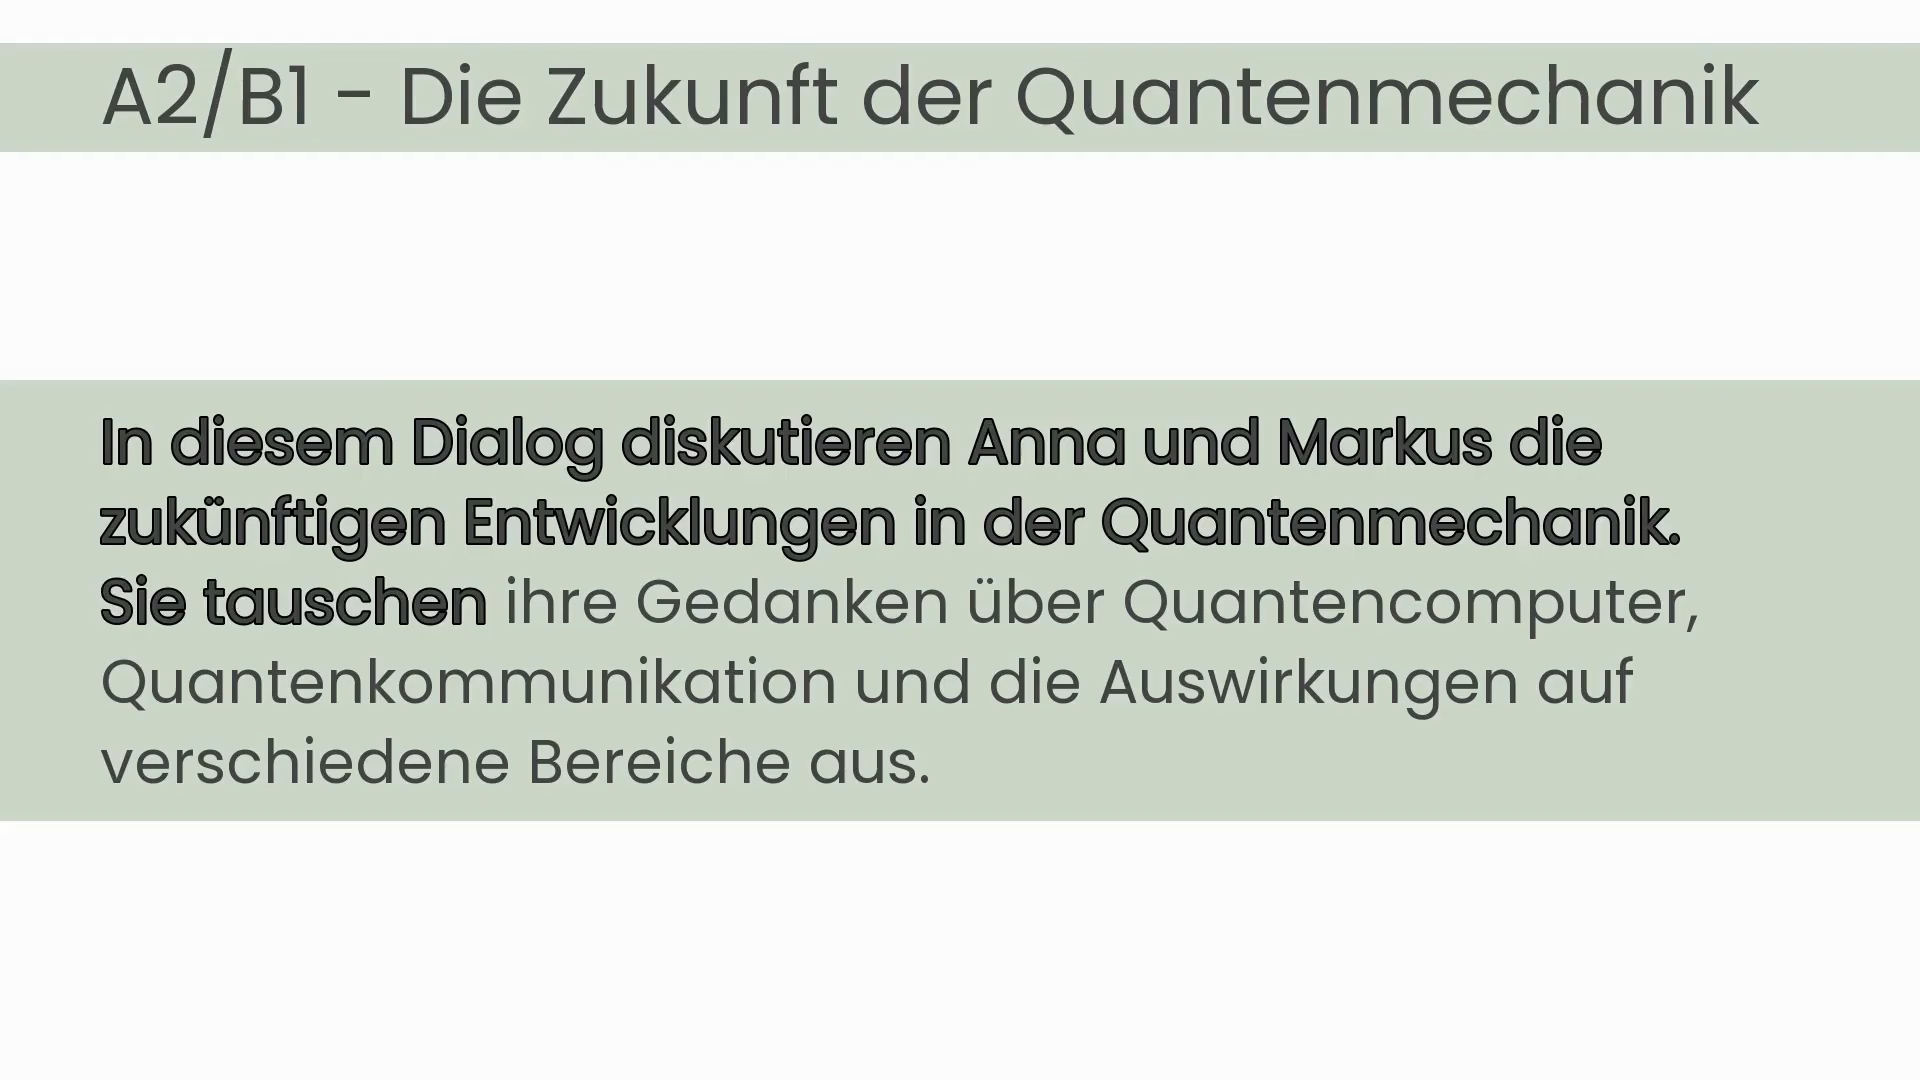 A2/B1 - Die Zukunft der Quantenmechanik
In diesem Dialog diskutieren Anna und Markus die
zukünftigen Entwicklungen in der Quantenmechanik.
Sie tauschen ihre Gedanken über Quantencomputer,
Quantenkommunikation und die Auswirkungen auf
verschiedene Bereiche aus.